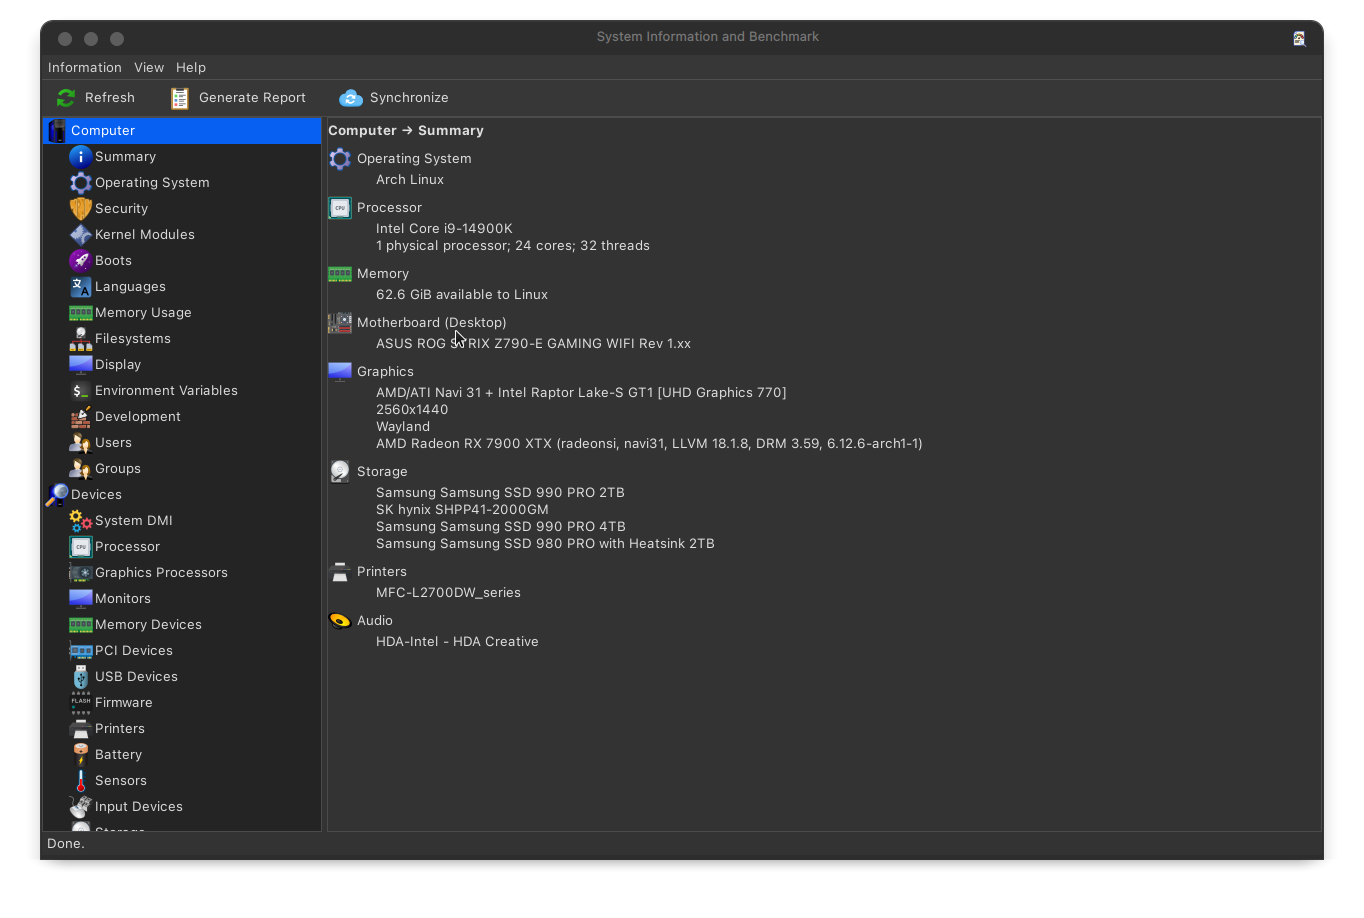 System Information and Benchmark
Information View Help
Refresh Generate Report Synchronize
Computer
Summary
Operating System
Security
Kernel Modules
Boots
Languages
Memory Usage
Filesystems
Display
Environment Variables
Development
Users
Groups
Devices
System DMI
Processor
Graphics Processors
Monitors
Memory Devices
PCI Devices
USB Devices
Firmware
Printers
Battery
Sensors
Input Devices
Storage
Computer → Summary
Operating System
Arch Linux
CPU Processor
Intel Core i9-14900K
1 physical processor; 24 cores; 32 threads
Memory
62.6 GiB available to Linux
Motherboard (Desktop)
ASUS ROG STRIX Z790-E GAMING WIFI Rev 1.xx
Graphics
AMD/ATI Navi 31 + Intel Raptor Lake-S GT1 [UHD Graphics 770]
2560x1440
Wayland
AMD Radeon RX 7900 XTX (radeonsi, navi31, LLVM 18.1.8, DRM 3.59, 6.12.6-arch1-1)
Storage
Samsung Samsung SSD 990 PRO 2TB
SK hynix SHPP41-2000GM
Samsung Samsung SSD 990 PRO 4TB
Samsung Samsung SSD 980 PRO with Heatsink 2TB
Printers
MFC-L2700DW_series
Audio
HDA-Intel - HDA Creative
Done.